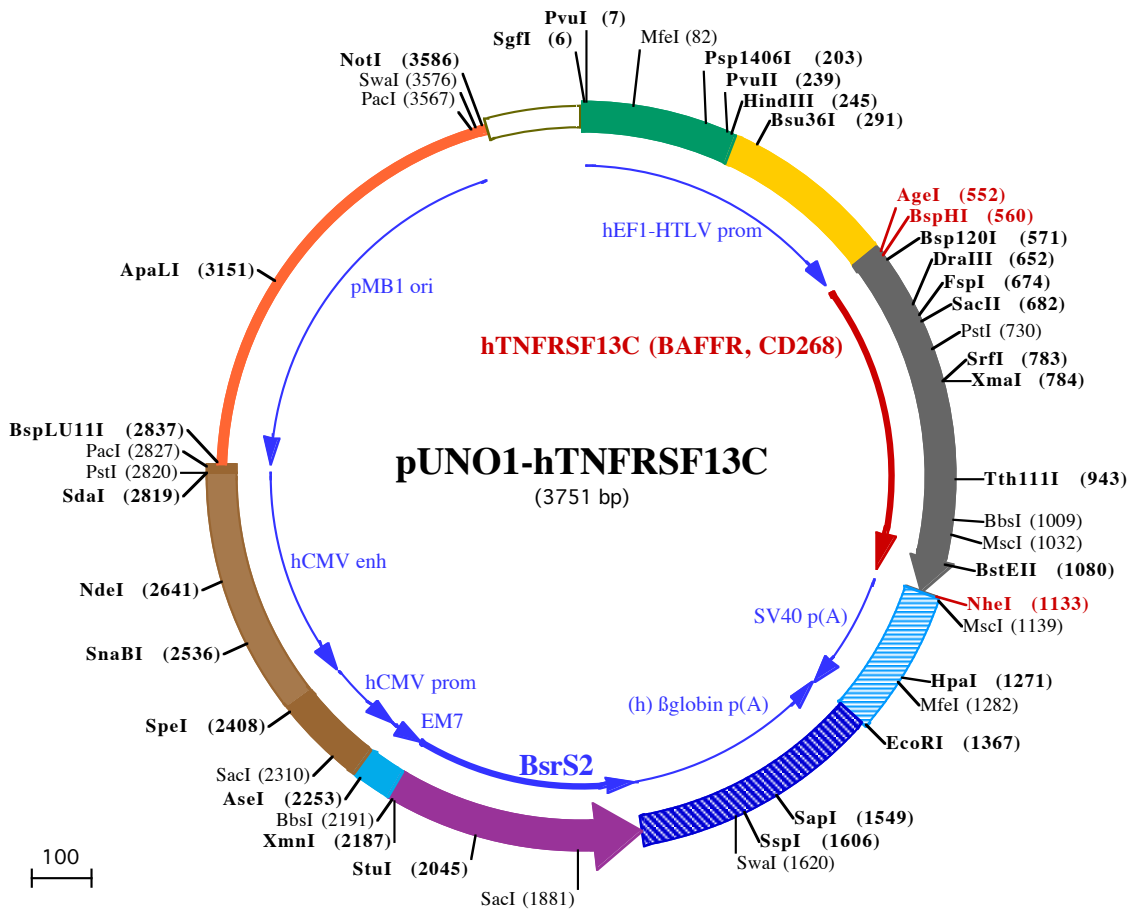 PvuI (7)
SgfI (6)
MfeI (82)
Psp1406I (203)
PvuII (239)
HindIII (245)
Bsu36I (291)
NotI (3586)
SwaI (3576)
PacI (3567)
AgeI (552)
BspHI (560)
Bsp120I (571)
DraIII (652)
FspI (674)
SacII (682)
PstI (730)
SrfI (783)
XmaI (784)
hEF1-HTLV prom
ApaLI (3151)
pMB1 ori
hTNFRSF13C (BAFFR, CD268)
BspLU11I (2837)
PacI (2827)
PstI (2820)
SdaI (2819)
pUNO1-hTNFRSF13C
(3751 bp)
Tth111I (943)
BbsI (1009)
MscI (1032)
BstEII (1080)
NheI (1133)
MscI (1139)
hCMV enh
NdeI (2641)
SV40 p(A)
SnaBI (2536)
HpaI (1271)
MfeI (1282)
hCMV prom
(h) ßglobin p(A)
SpeI (2408)
EM7
EcoRI (1367)
BsrS2
SacI (2310)
AseI (2253)
BbsI (2191)
XmnI (2187)
StuI (2045)
SacI (1881)
SapI (1549)
SspI (1606)
SwaI (1620)
100